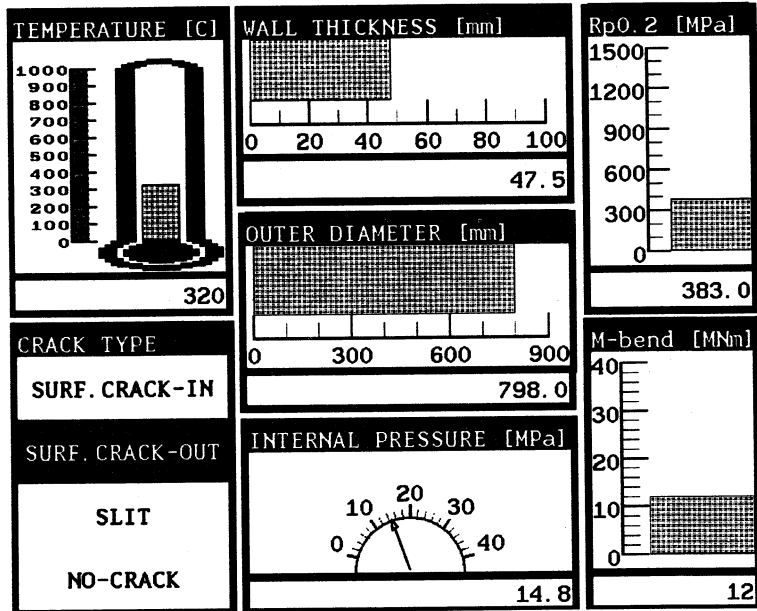 TEMPERATURE [C]
1000
900
800
700
600
500
400
300
200
100
0
320
CRACK TYPE
SURF.CRACK-IN
SURF.CRACK-OUT
SLIT
NO-CRACK
WALL THICKNESS [mm]
0 20 40 60 80 100
47.5
OUTER DIAMETER [mm]
0 300 600 900
798.0
INTERNAL PRESSURE [MPa]
0 10 20 30 40
14.8
Rp0.2 [MPa]
1500
1200
900
600
300
0
383.0
M-bend [MNm]
40
30
20
10
0
12